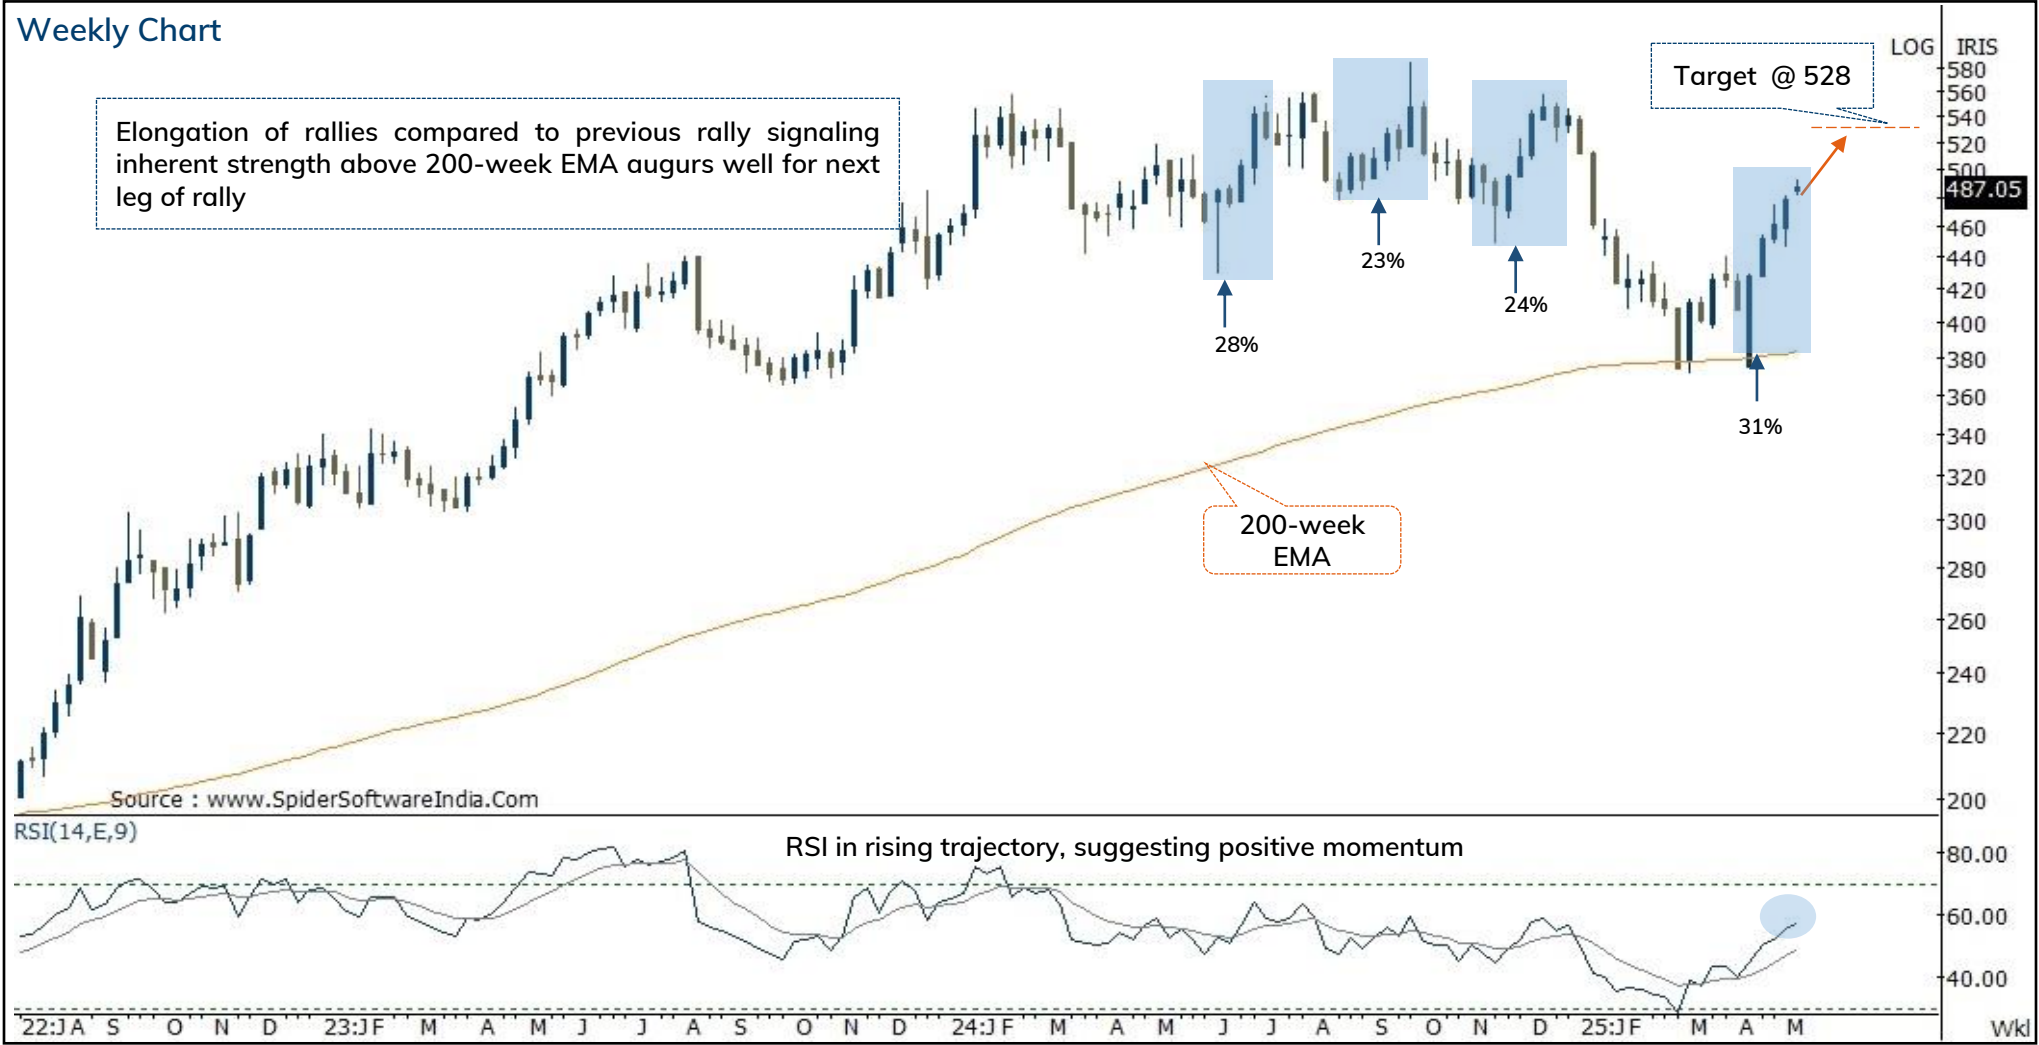 Weekly Chart
LOG
IRIS
Target @ 528
Elongation of rallies compared to previous rally signaling
inherent strength above 200-week EMA augurs well for next
leg of rally
580
560
540
520
500
487.05
460
440
420
400
380
360
340
320
300
280
260
240
220
200
28%
23%
24%
31%
200-week
EMA
Source : www.SpiderSoftwareIndia.Com
RSI(14,E,9)
RSI in rising trajectory, suggesting positive momentum
80.00
60.00
40.00
22:J A S O N D 23:J F M A M J J A S O N D 24:J F M A M J J A S O N D 25:J F M A M Wkl